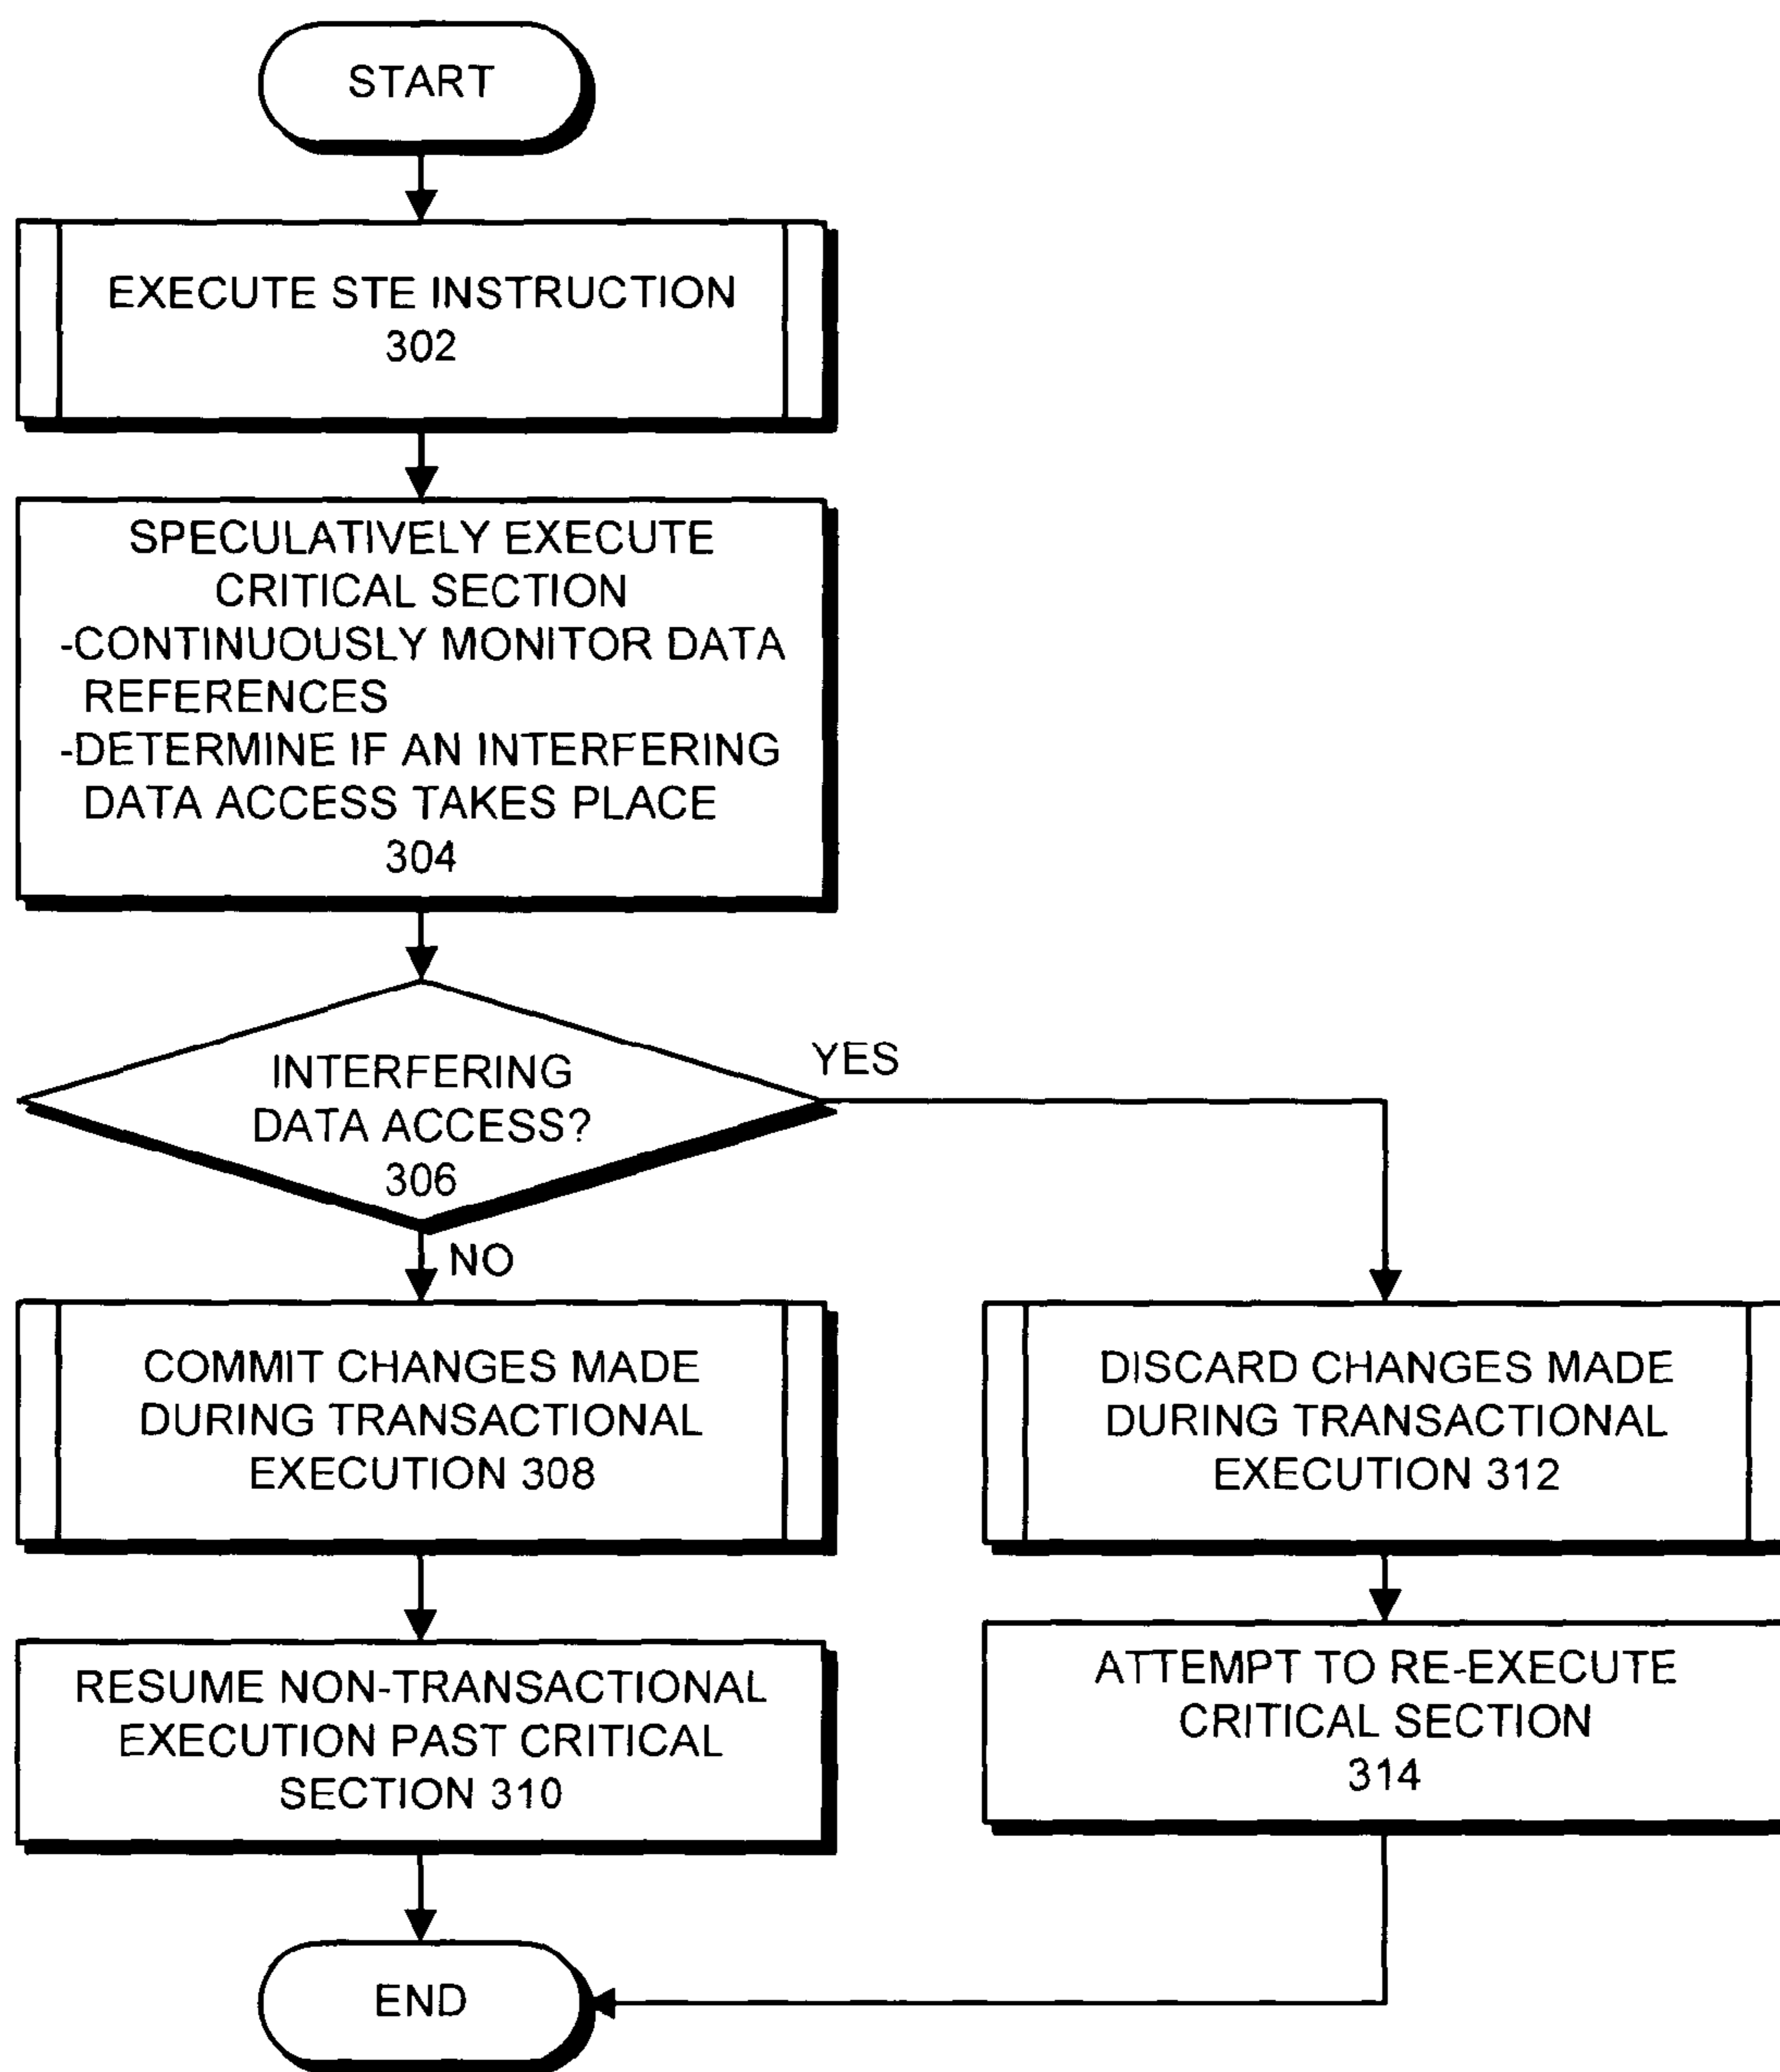 START
EXECUTE STE INSTRUCTION
302
SPECULATIVELY EXECUTE
CRITICAL SECTION
-CONTINUOUSLY MONITOR DATA
REFERENCES
-DETERMINE IF AN INTERFERING
DATA ACCESS TAKES PLACE
304
INTERFERING
DATA ACCESS?
306
YES
NO
COMMIT CHANGES MADE
DURING TRANSACTIONAL
EXECUTION 308
DISCARD CHANGES MADE
DURING TRANSACTIONAL
EXECUTION 312
RESUME NON-TRANSACTIONAL
EXECUTION PAST CRITICAL
SECTION 310
ATTEMPT TO RE-EXECUTE
CRITICAL SECTION
314
END